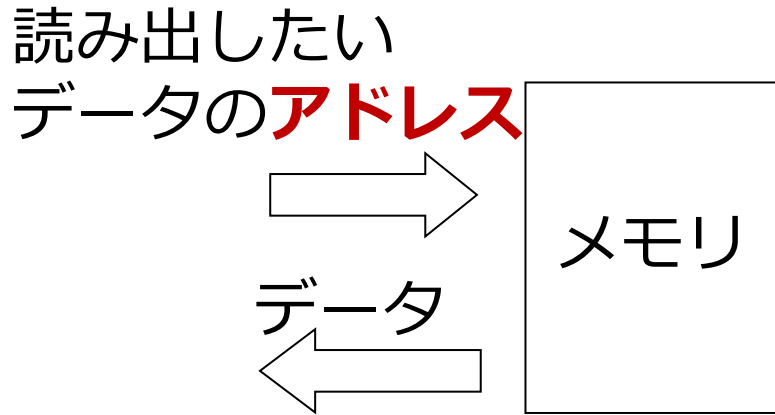 読み出したい
データのアドレス
メモリ
データ